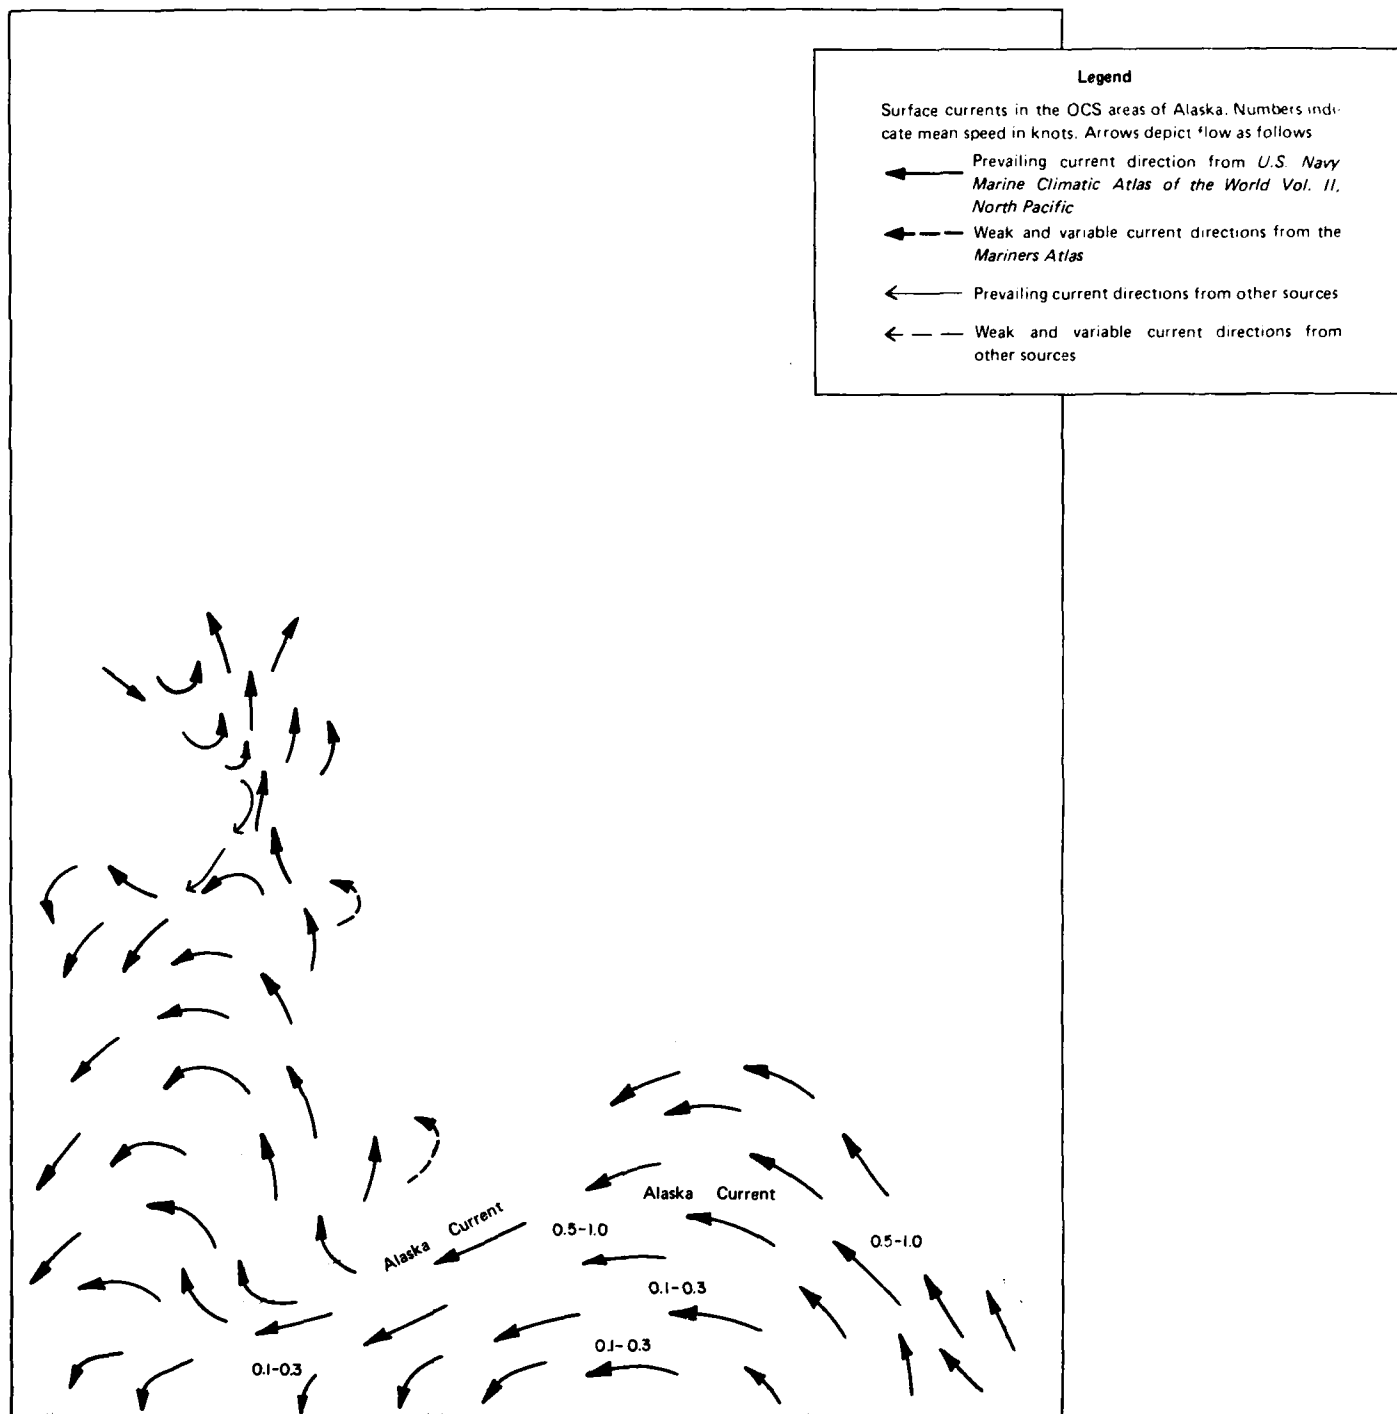 Legend
Surface currents in the OCS areas of Alaska. Numbers indi-
cate mean speed in knots. Arrows depict flow as follows
Prevailing current direction from U.S. Navy
Marine Climatic Atlas of the World Vol. II,
North Pacific
Weak and variable current directions from the
Mariners Atlas
Prevailing current directions from other sources
Weak and variable current directions from
other sources
Alaska Current
Alaska Current
0.5-1.0
0.5-1.0
0.1-0.3
0.1-0.3
0.1-0.3